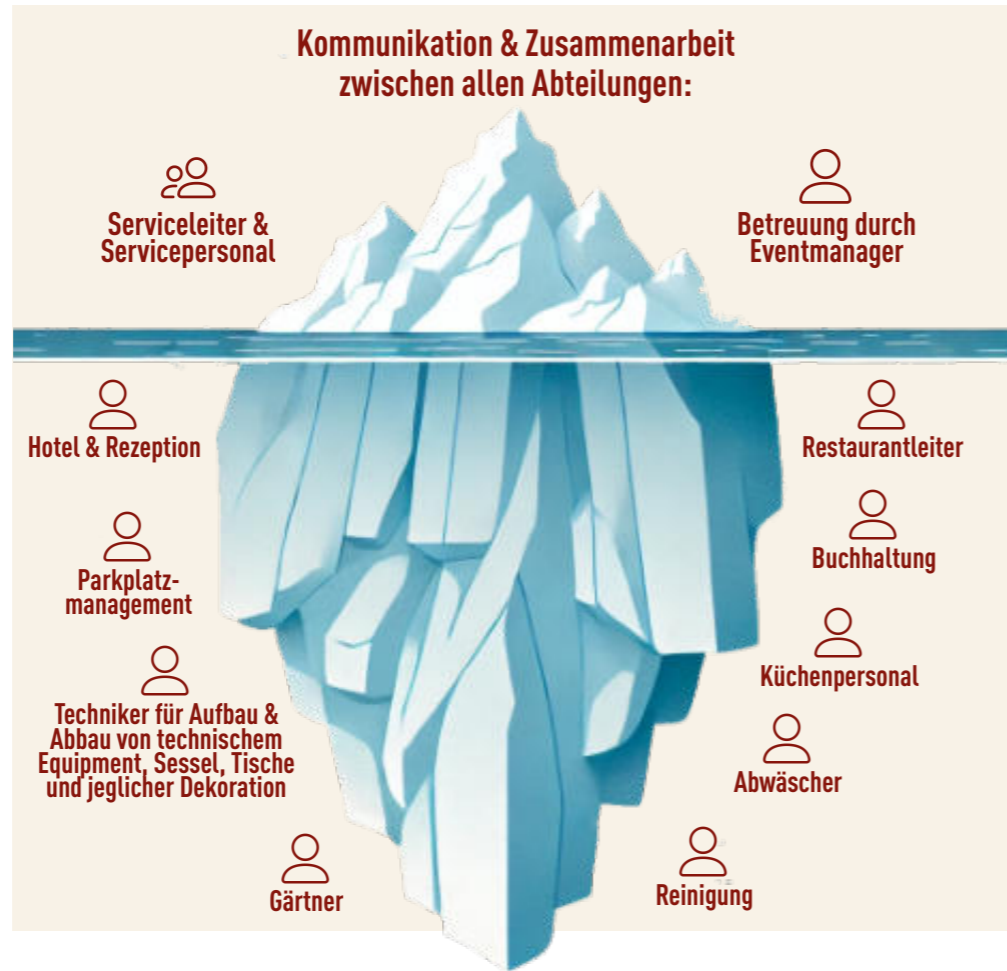 Kommunikation & Zusammenarbeit
zwischen allen Abteilungen:
Serviceleiter &
Servicepersonal
Betreuung durch
Eventmanager
Hotel & Rezeption
Restaurantleiter
Parkplatz-
management
Buchhaltung
Techniker für Aufbau &
Abbau von technischem
Equipment, Sessel, Tische
und jeglicher Dekoration
Küchenpersonal
Abwäscher
Gärtner
Reinigung